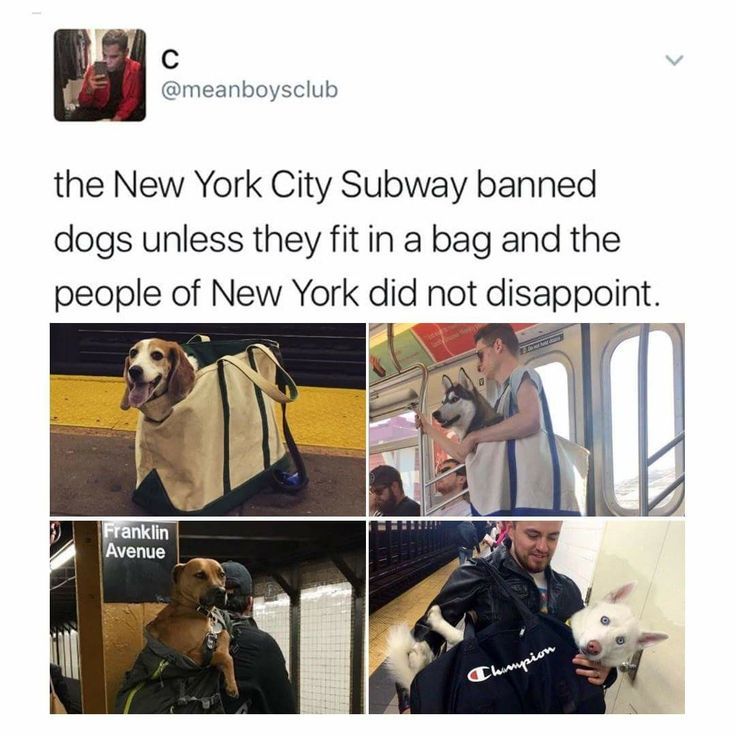 C
@meanboysclub
the New York City Subway banned
dogs unless they fit in a bag and the
people of New York did not disappoint.
Franklin
Avenue
Champion